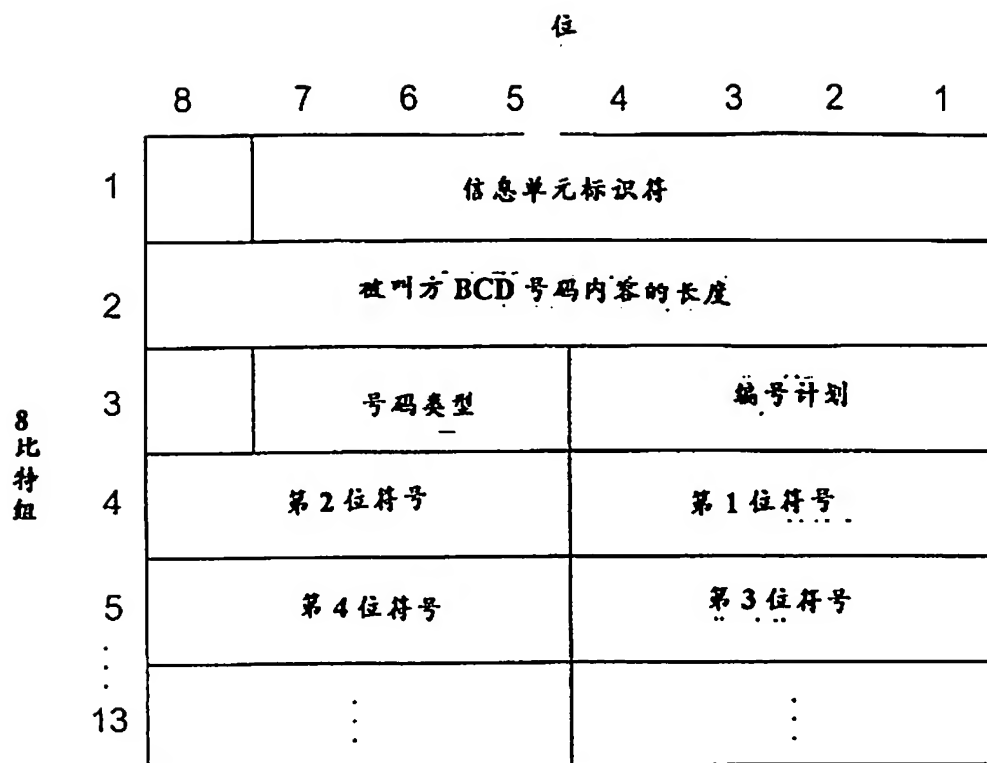 位
8 7 6 5 4 3 2 1
1 信息单元标识符
2 被叫方 BCD 号码内容的长度
3 号码类型 编号计划
8比特组
4 第2位符号 第1位符号
5 第4位符号 第3位符号
13